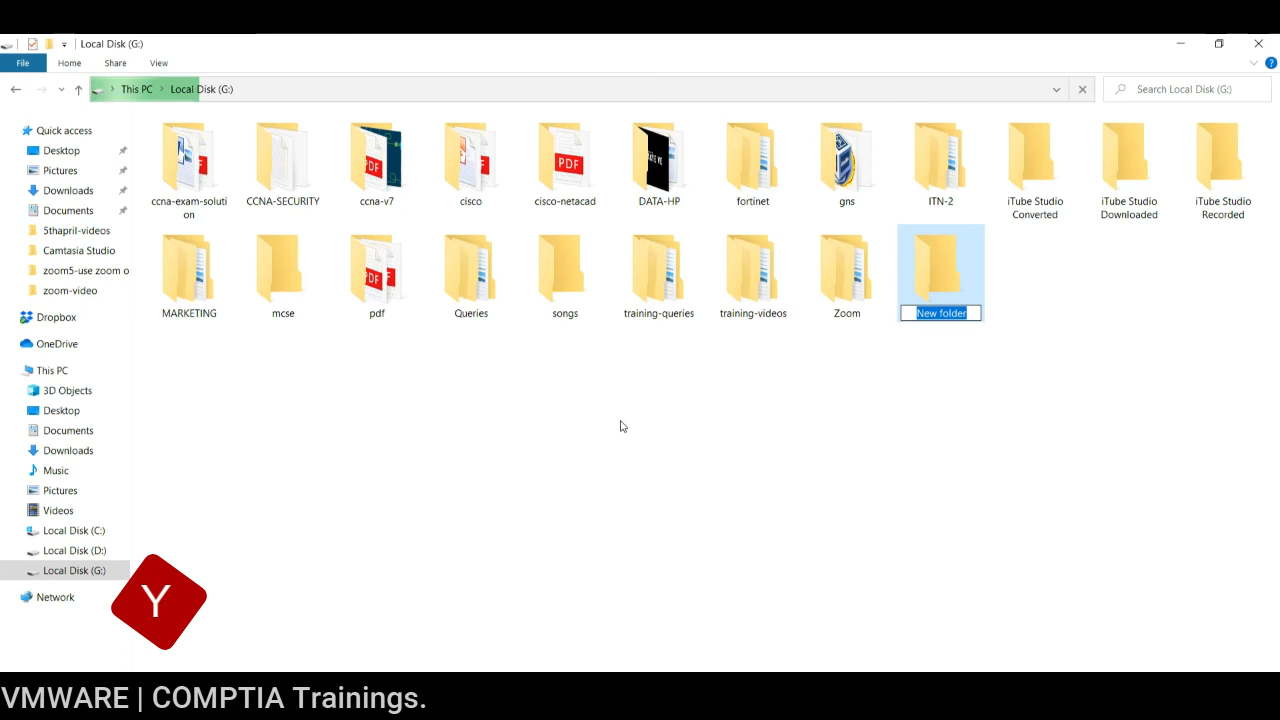 Local Disk (G:)
File Home Share View
This PC Local Disk (G:) Search Local Disk (G:)
Quick access
Desktop
Pictures
Downloads
Documents
5thapril-videos
Camtasia Studio
zoom5-use zoom o
zoom-video
Dropbox
OneDrive
This PC
3D Objects
Desktop
Documents
Downloads
Music
Pictures
Videos
Local Disk (C:)
Local Disk (D:)
Local Disk (G:)
Network
ccna-exam-soluti
on
CCNA-SECURITY
ccna-v7
cisco
cisco-netacad
DATA-HP
fortinet
gns
ITN-2
iTube Studio
Converted
iTube Studio
Downloaded
iTube Studio
Recorded
MARKETING
mcse
pdf
Queries
songs
training-queries
training-videos
Zoom
New folder
PDF
Y
VMWARE | COMPTIA Trainings.